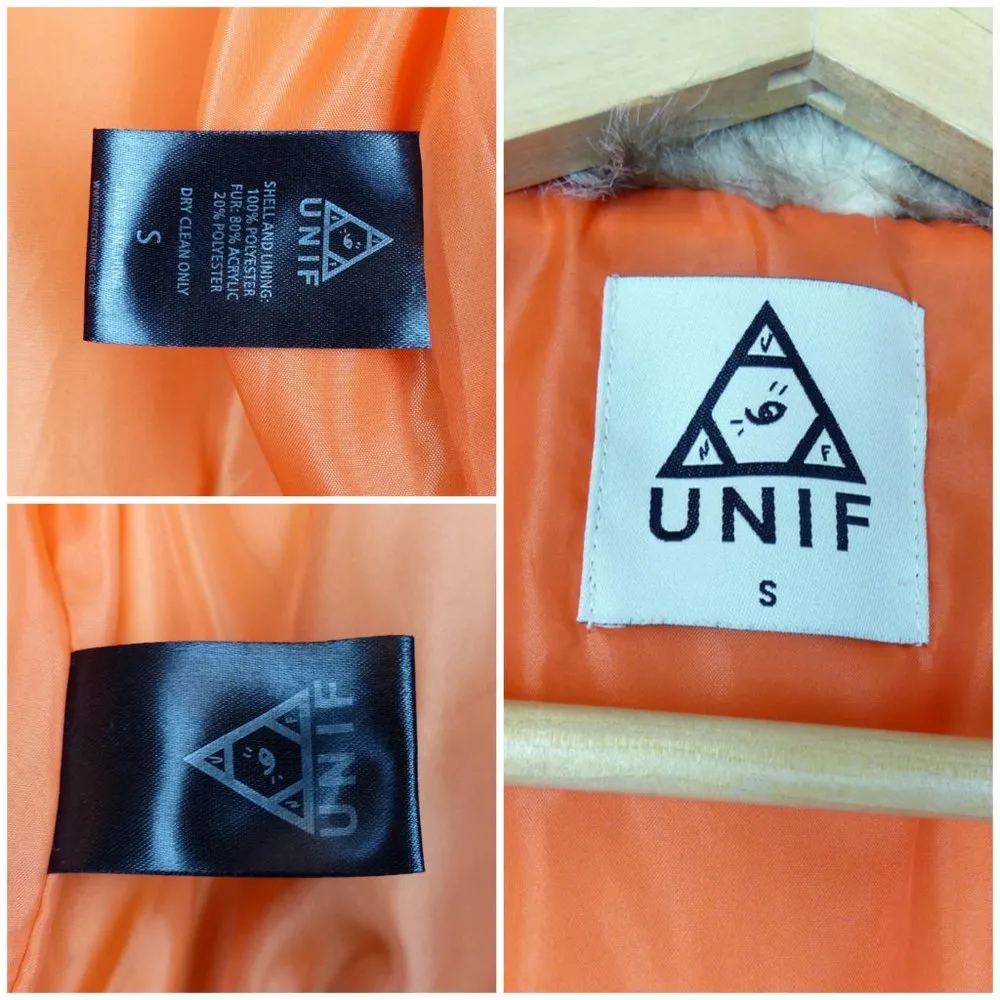 UNIF
SHELL AND LINING:
100% POLYESTER
FUR: 80% ACRYLIC
20% POLYESTER
DRY CLEAN ONLY
S
U
N
F
UNIF
S
U
N
F
UNIF